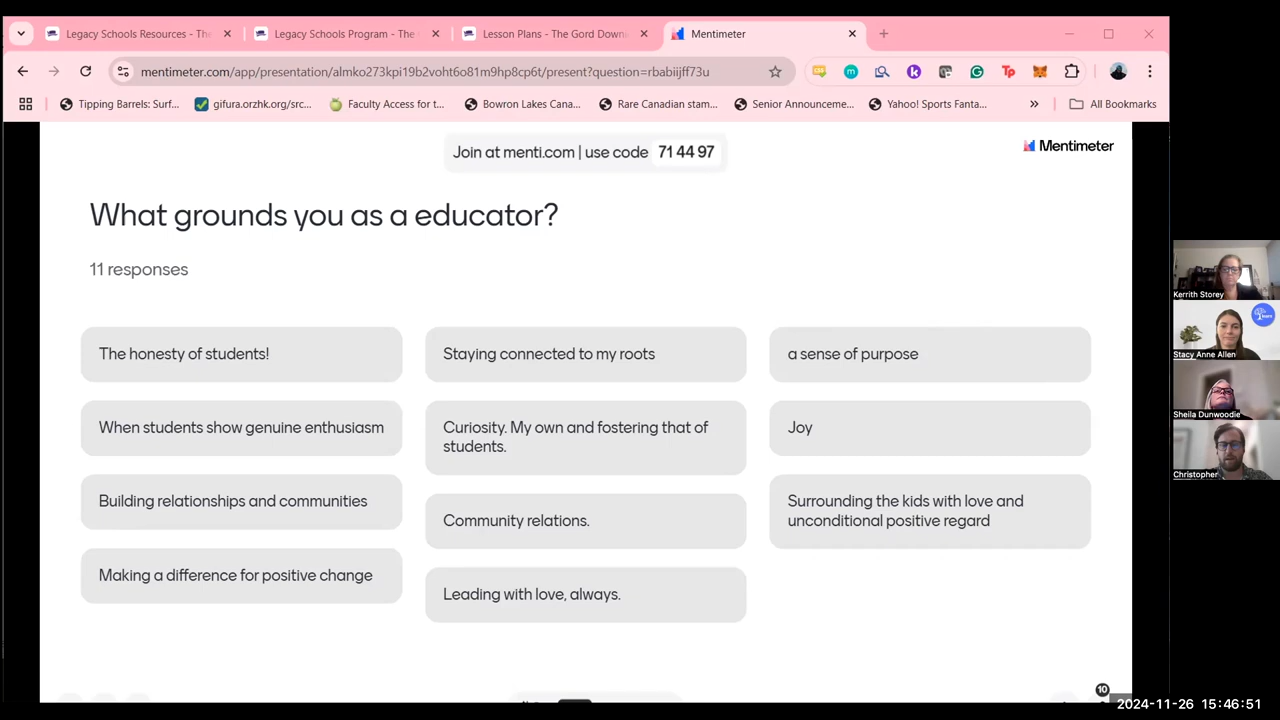 Legacy Schools Resources - The
Legacy Schools Program - The
Lesson Plans - The Gord Down
Mentimeter
mentimeter.com/app/presentation/alnko273kpi19b2voht6o81m9hp8cp6t/present?question=rbabiijff73u
Tipping Barrels: Surf...
gifura.orzhk.org/src...
Faculty Access for t...
Bowron Lakes Cana...
Rare Canadian stam...
Senior Announceme...
Yahoo! Sports Fanta...
All Bookmarks
Join at menti.com | use code 71 44 97
Mentimeter
What grounds you as a educator?
11 responses
The honesty of students!
When students show genuine enthusiasm
Building relationships and communities
Making a difference for positive change
Staying connected to my roots
Curiosity. My own and fostering that of
students.
Community relations.
Leading with love, always.
a sense of purpose
Joy
Surrounding the kids with love and
unconditional positive regard
Kerrith Storey
Stacy Anne Allen
Sheila Dunwoodie
Christopher
10
2024-11-26 15:46:51